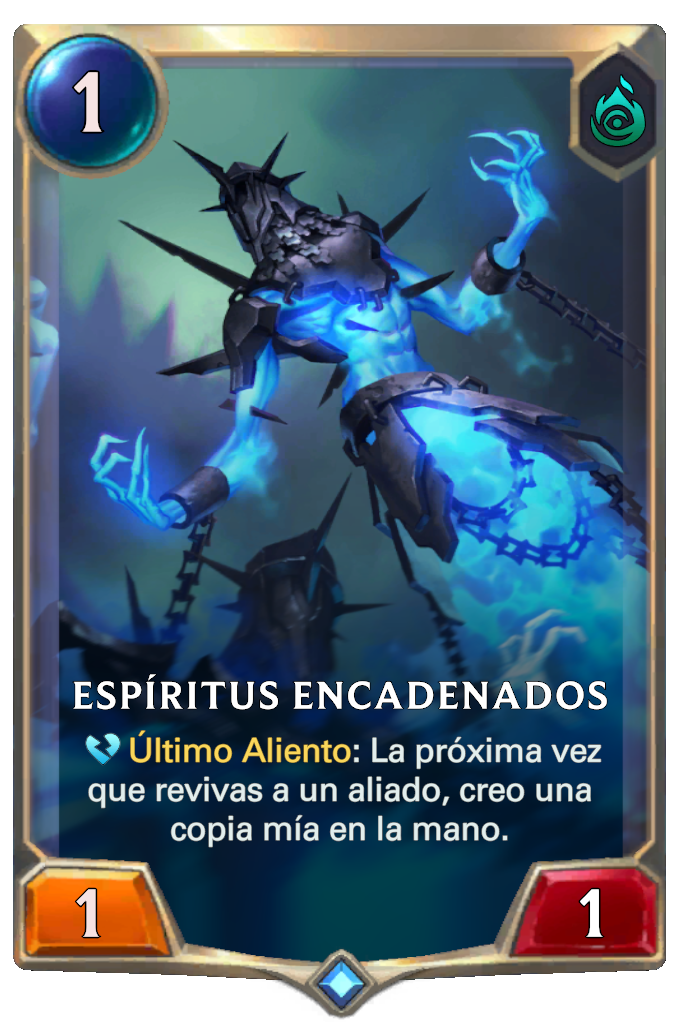 1
ESPÍRITUS ENCADENADOS
Último Aliento: La próxima vez
que revivas a un aliado, creo una
copia mía en la mano.
1
1